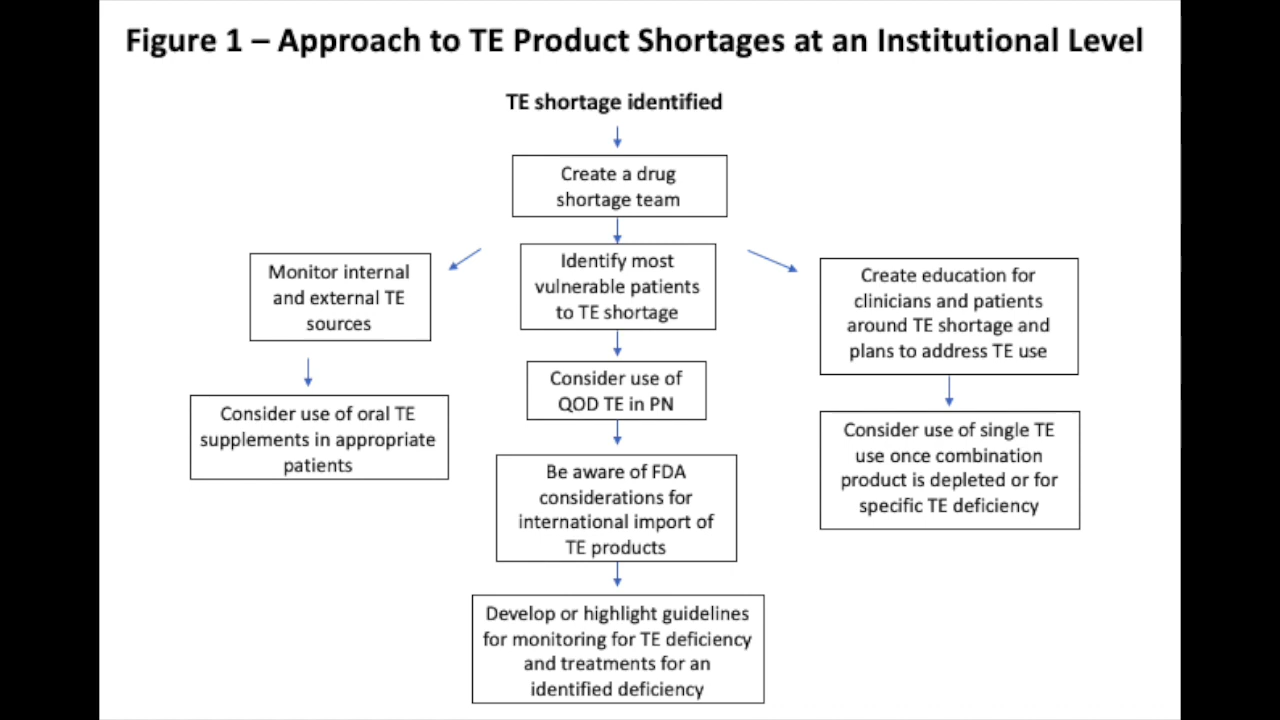 Figure 1 – Approach to TE Product Shortages at an Institutional Level
TE shortage identified
Create a drug
shortage team
Monitor internal
and external TE
sources
Identify most
vulnerable patients
to TE shortage
Create education for
clinicians and patients
around TE shortage and
plans to address TE use
Consider use of oral TE
supplements in appropriate
patients
Consider use of
QOD TE in PN
Consider use of single TE
use once combination
product is depleted or for
specific TE deficiency
Be aware of FDA
considerations for
international import of
TE products
Develop or highlight guidelines
for monitoring for TE deficiency
and treatments for an
identified deficiency